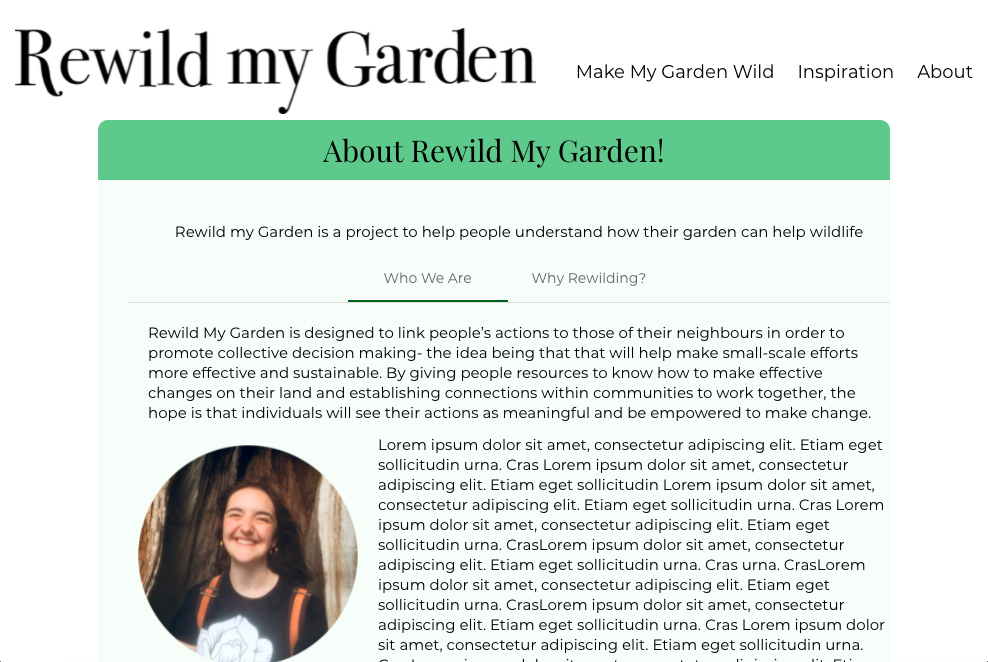 Rewild my Garden
Make My Garden Wild Inspiration About
About Rewild My Garden!
Rewild my Garden is a project to help people understand how their garden can help wildlife
Who We Are Why Rewilding?
Rewild My Garden is designed to link people’s actions to those of their neighbours in order to
promote collective decision making- the idea being that that will help make small-scale efforts
more effective and sustainable. By giving people resources to know how to make effective
changes on their land and establishing connections within communities to work together, the
hope is that individuals will see their actions as meaningful and be empowered to make change.
Lorem ipsum dolor sit amet, consectetur adipiscing elit. Etiam eget
sollicitudin urna. Cras Lorem ipsum dolor sit amet, consectetur
adipiscing elit. Etiam eget sollicitudin Lorem ipsum dolor sit amet,
consectetur adipiscing elit. Etiam eget sollicitudin urna. Cras Lorem
ipsum dolor sit amet, consectetur adipiscing elit. Etiam eget
sollicitudin urna. CrasLorem ipsum dolor sit amet, consectetur
adipiscing elit. Etiam eget sollicitudin urna. Cras urna. CrasLorem
ipsum dolor sit amet, consectetur adipiscing elit. Etiam eget
sollicitudin urna. CrasLorem ipsum dolor sit amet, consectetur
adipiscing elit. Etiam eget sollicitudin urna. Cras Lorem ipsum dolor
sit amet, consectetur adipiscing elit. Etiam eget sollicitudin urna.